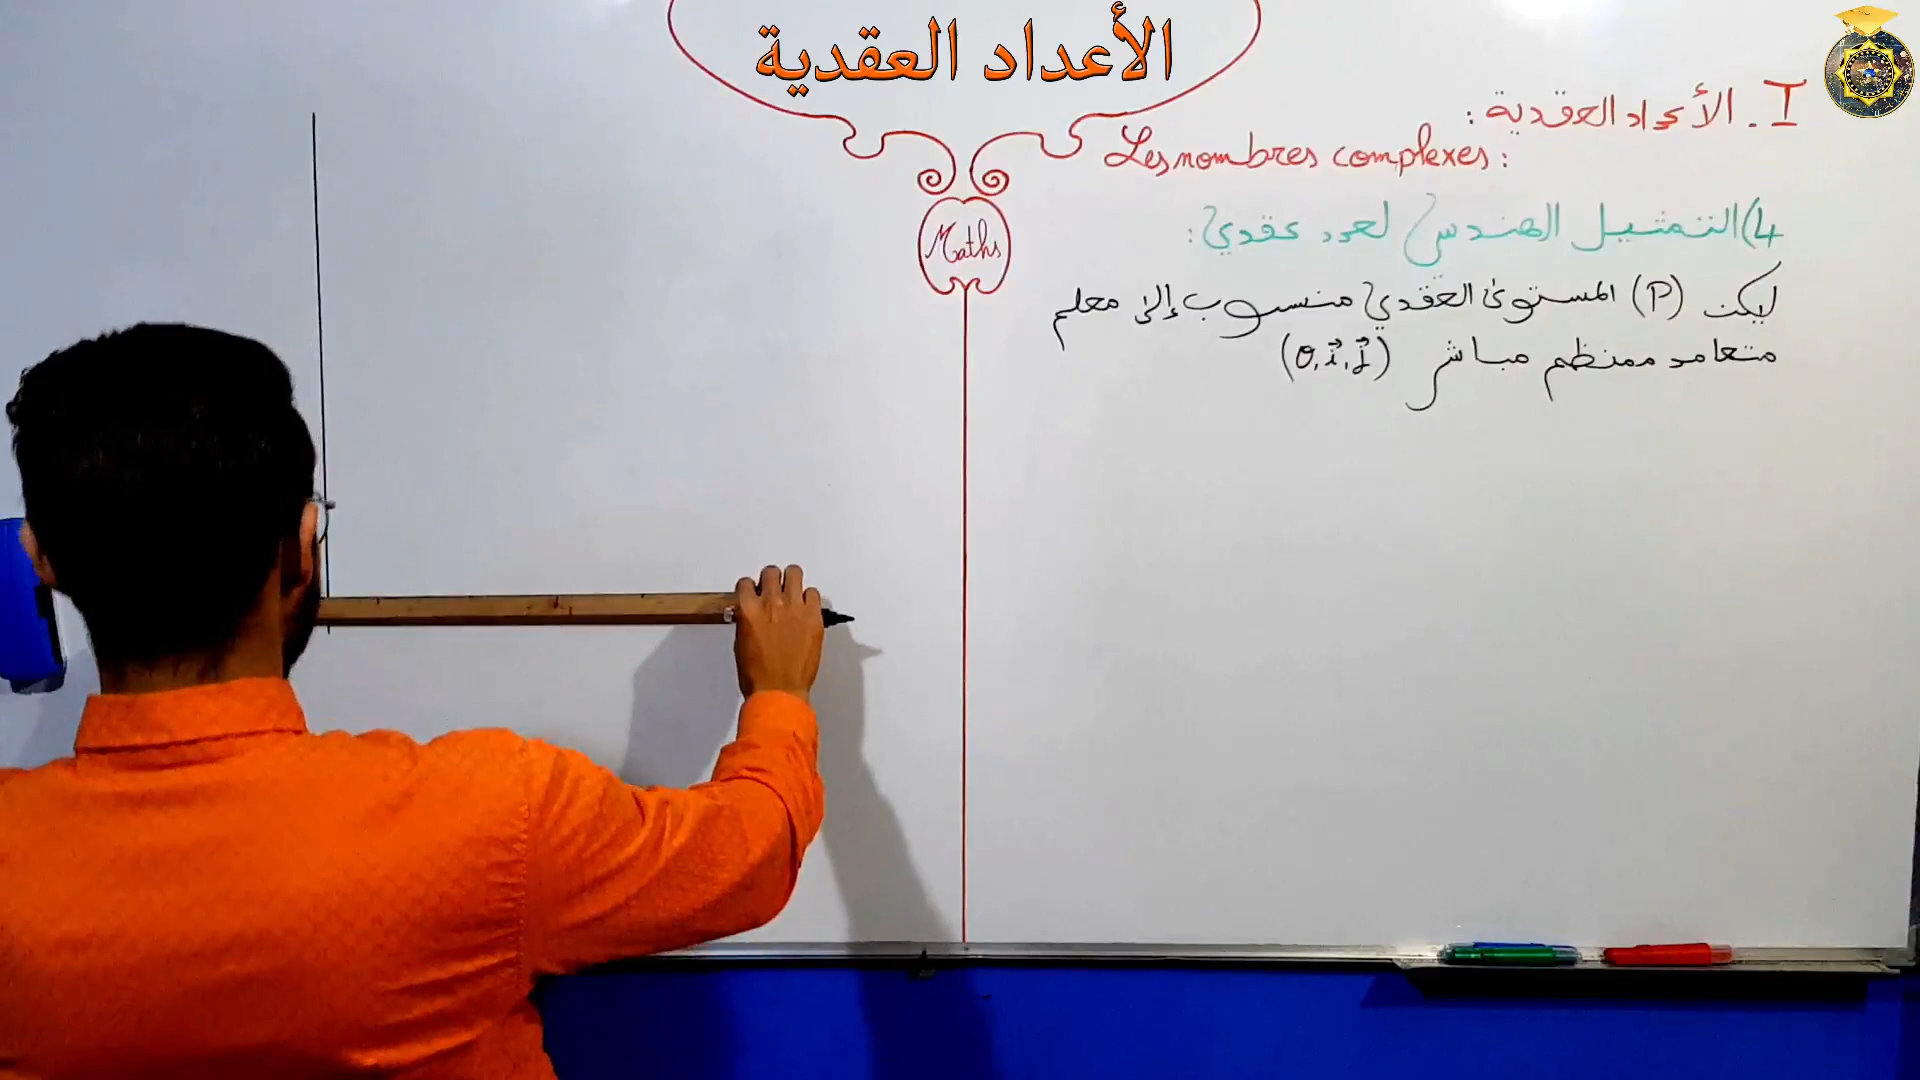 الأعداد العقدية
I. الأعداد العقدية :
Les nombres complexes :
4) التمثيل الهندسي لعدد عقدي :
Maths
ليكن (P) المستوى العقدي منسوب إلى معلم
متعامد ممنظم مباشر (O, i⃗, j⃗)